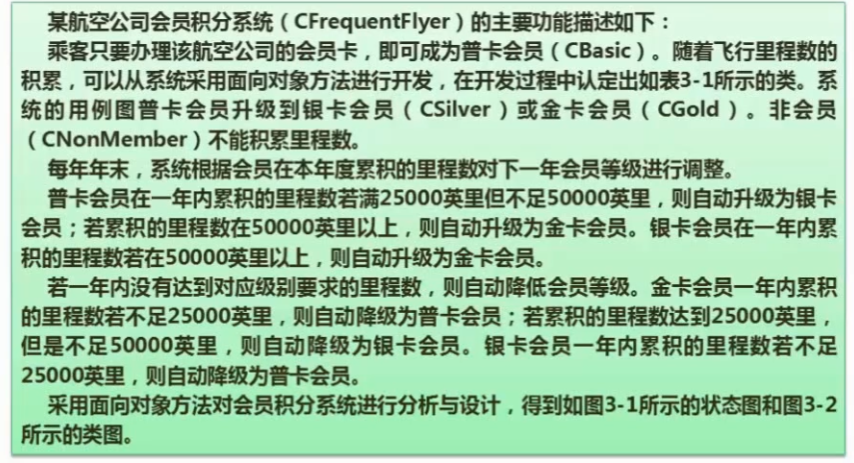 某航空公司会员积分系统（CFrequentFlyer）的主要功能描述如下：
乘客只要办理该航空公司的会员卡，即可成为普卡会员（CBasic）。随着飞行里程数的
积累，可以从系统采用面向对象方法进行开发，在开发过程中认定出如表3-1所示的类。系
统的用例图普卡会员升级到银卡会员（CSilver）或金卡会员（CGold）。非会员
（CNonMember）不能积累里程数。
每年年末，系统根据会员在本年度累积的里程数对下一年会员等级进行调整。
普卡会员在一年内累积的里程数若满25000英里但不足50000英里，则自动升级为银卡
会员；若累积的里程数在50000英里以上，则自动升级为金卡会员。银卡会员在一年内累
积的里程数若在50000英里以上，则自动升级为金卡会员。
若一年内没有达到对应级别要求的里程数，则自动降低会员等级。金卡会员一年内累积
的里程数若不足25000英里，则自动降级为普卡会员；若累积的里程数达到25000英里，
但是不足50000英里，则自动降级为银卡会员。银卡会员一年内累积的里程数若不足
25000英里，则自动降级为普卡会员。
采用面向对象方法对会员积分系统进行分析与设计，得到如图3-1所示的状态图和图3-2
所示的类图。